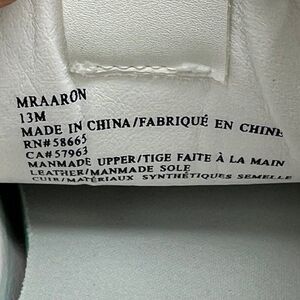 MRAARON
13M
MADE IN CHINA/FABRIQUÉ EN CHINE
RN#58665
CA#57963
MANMADE UPPER/TIGE FAITE À LA MAIN
LEATHER/MANMADE SOLE
CUIR/MATÉRIAUX SYNTHÉTIQUES SEMELLE